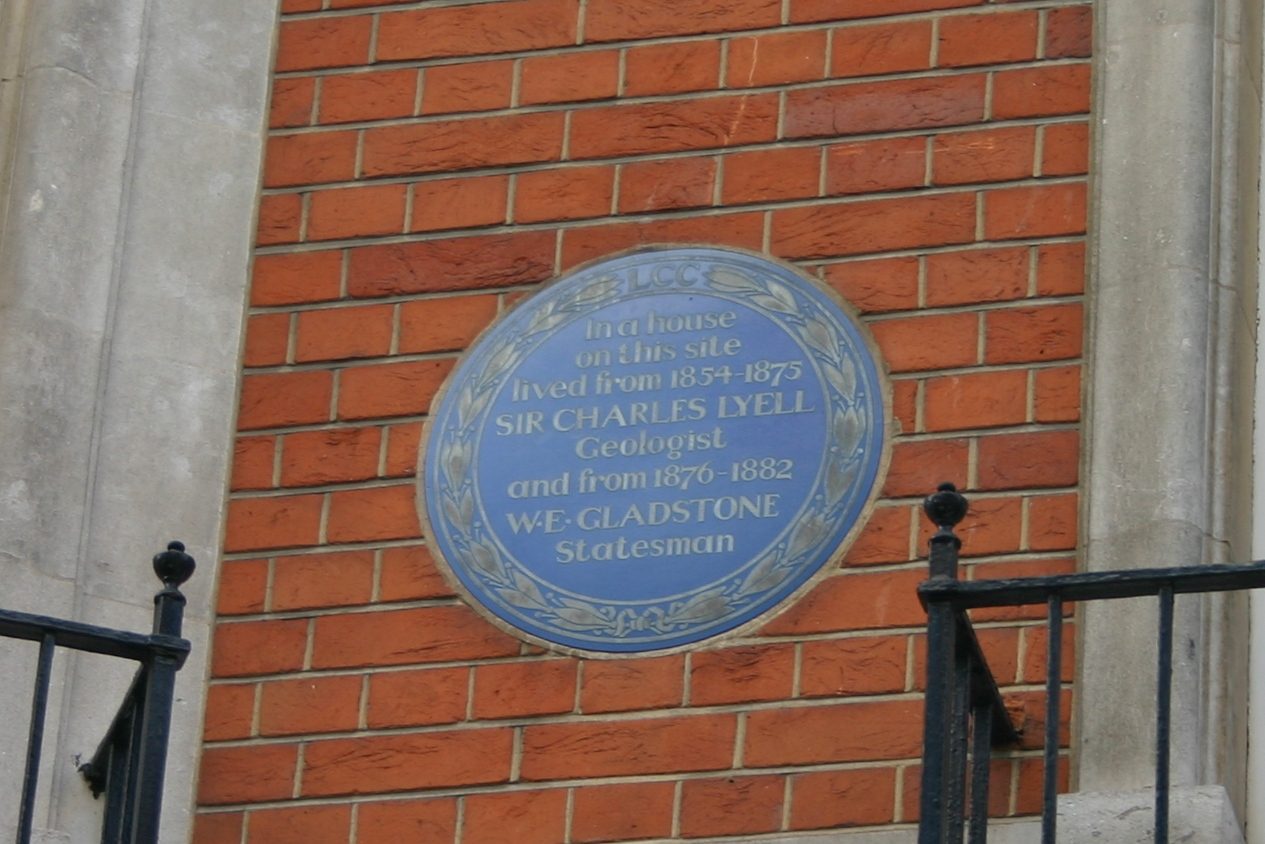 LCC
In a house
on this site
lived from 1854-1875
SIR CHARLES LYELL
Geologist
and from 1876-1882
W·E·GLADSTONE
Statesman